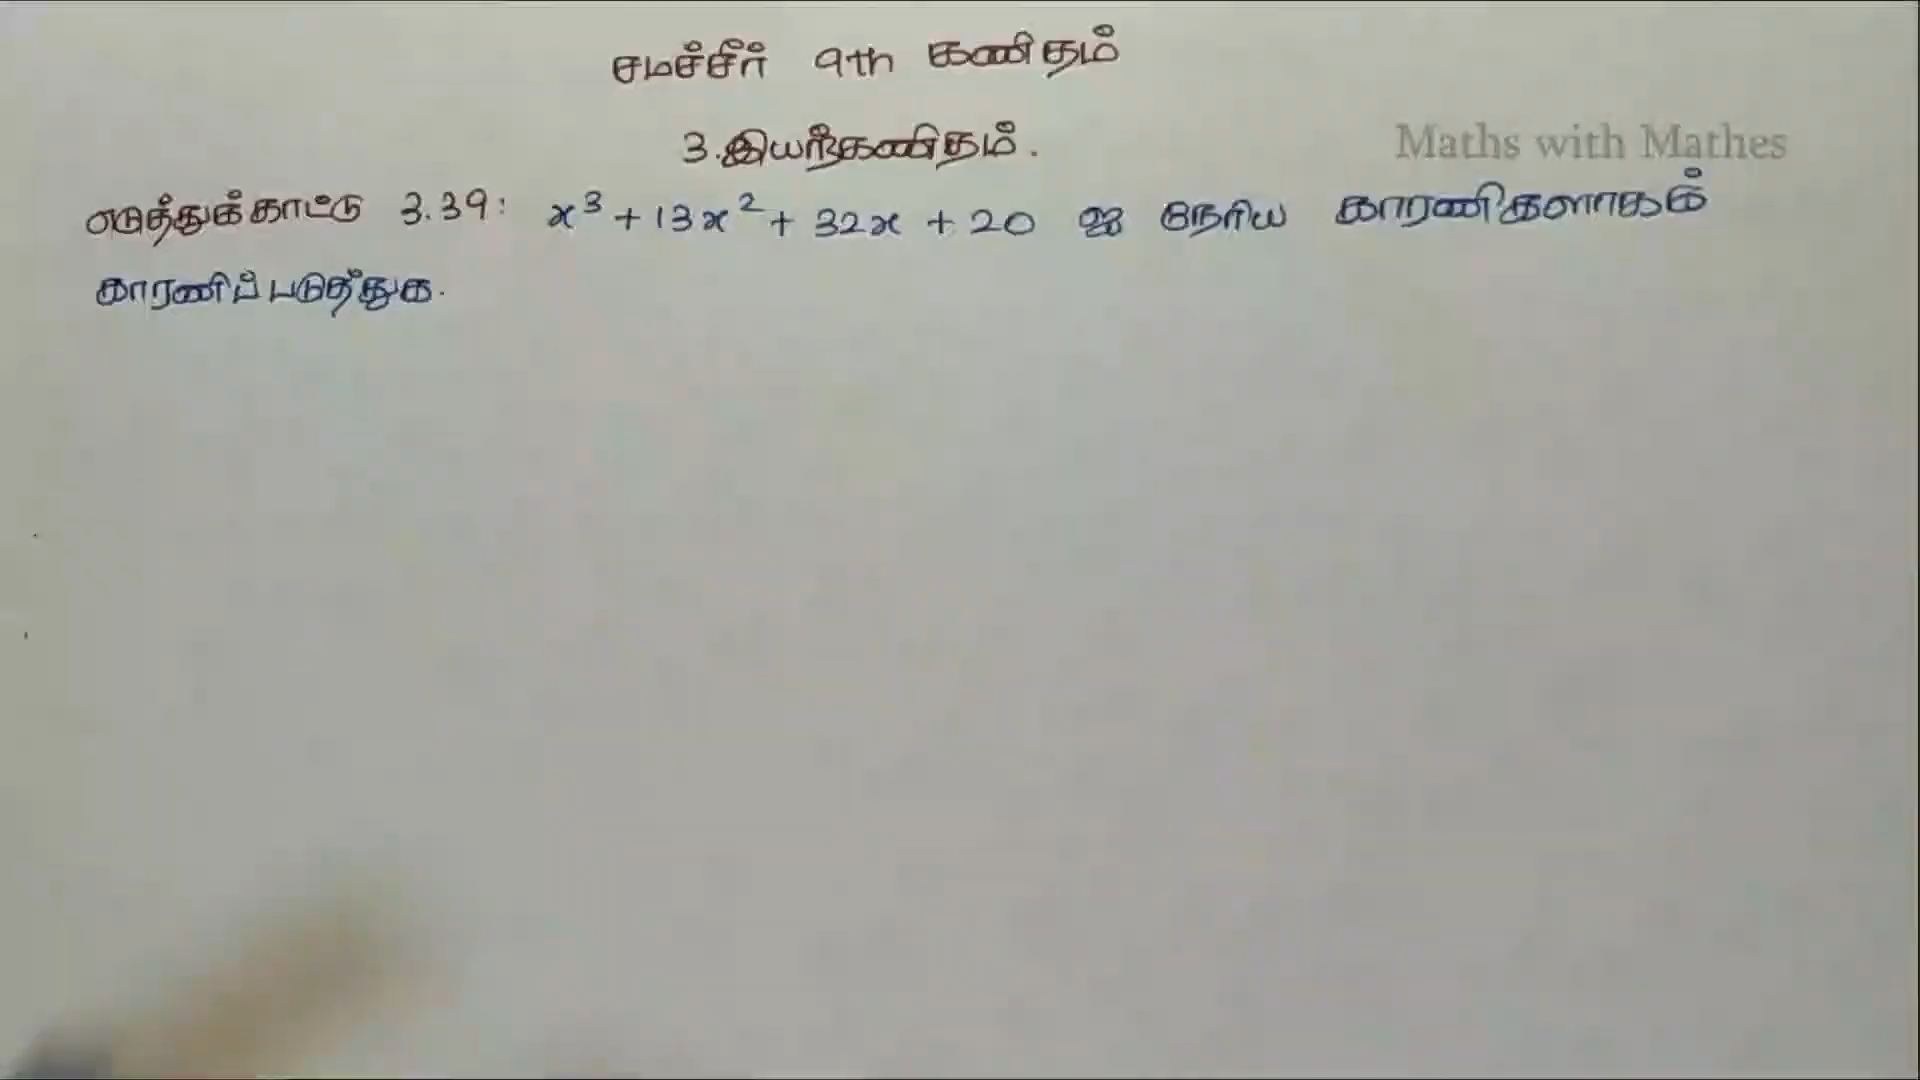 சமச்சீர் 9th கணிதம்
3. இயற்கணிதம்.
Maths with Mathes
எடுத்துக்காட்டு 3.39: x³ + 13x² + 32x + 20 ஐ நேரிய காரணிகளாகக்
காரணிப்படுத்துக.